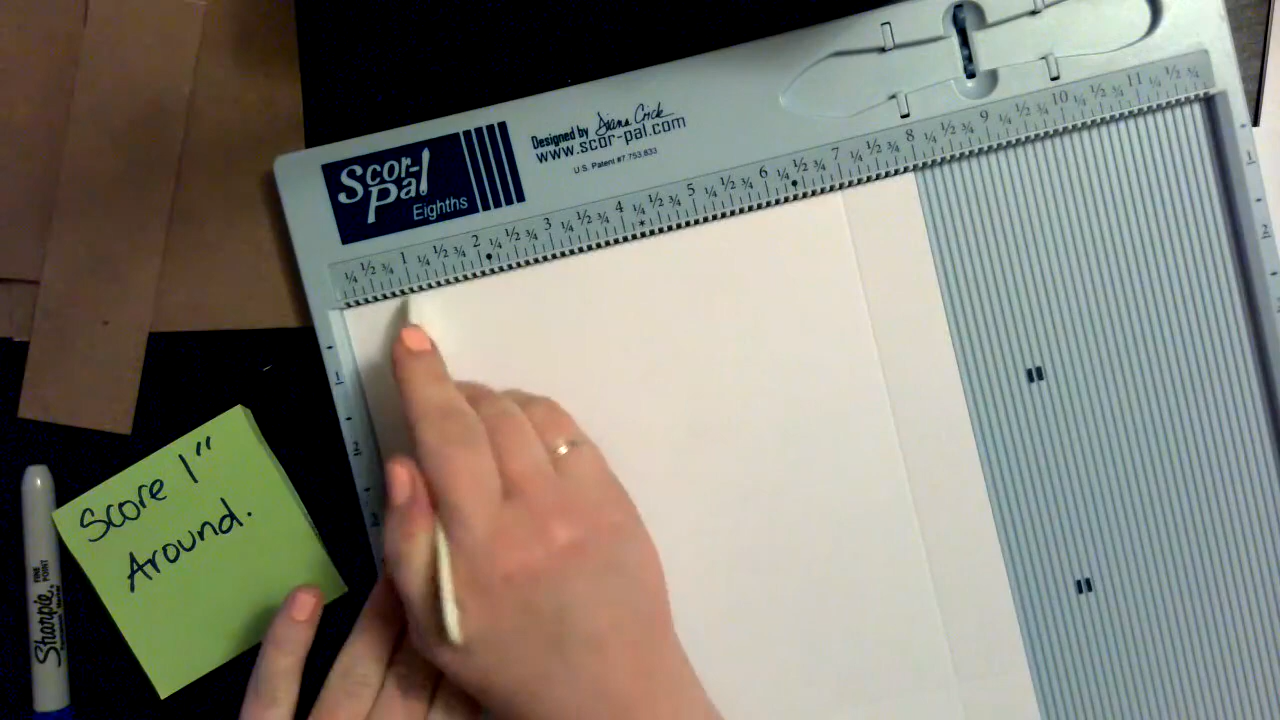 Scor-
Pal
Eighths
Designed by Diana Crick
www.scor-pal.com
U.S. Patent #7.753.833
¼ ½ ¾ 1 ¼ ½ ¾ 2 ¼ ½ ¾ 3 ¼ ½ ¾ 4 ¼ ½ ¾ 5 ¼ ½ ¾ 6 ¼ ½ ¾ 7 ¼ ½ ¾ 8 ¼ ½ ¾ 9 ¼ ½ ¾ 10 ¼ ½ ¾ 11 ¼ ½ ¾
1
2
1
2
Score 1"
Around.
Sharpie
FINE
POINT